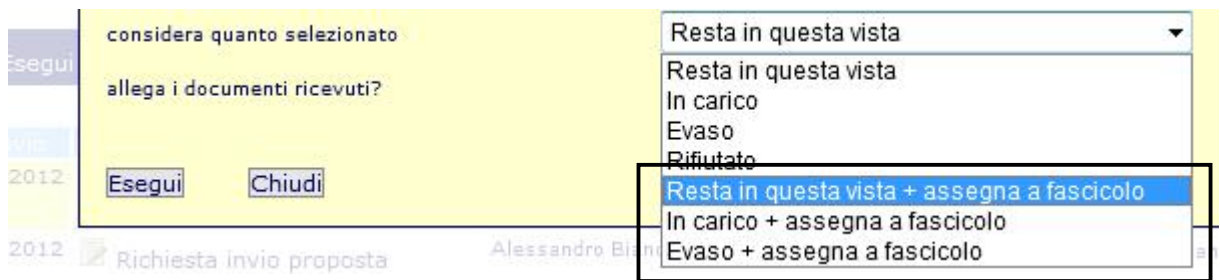 considera quanto selezionato Resta in questa vista
Esegui
allega i documenti ricevuti? Resta in questa vista
In carico
Evaso
Rifiutato
2012 Esegui Chiudi Resta in questa vista + assegna a fascicolo
In carico + assegna a fascicolo
2012 Richiesta invio proposta Alessandro Evaso + assegna a fascicolo